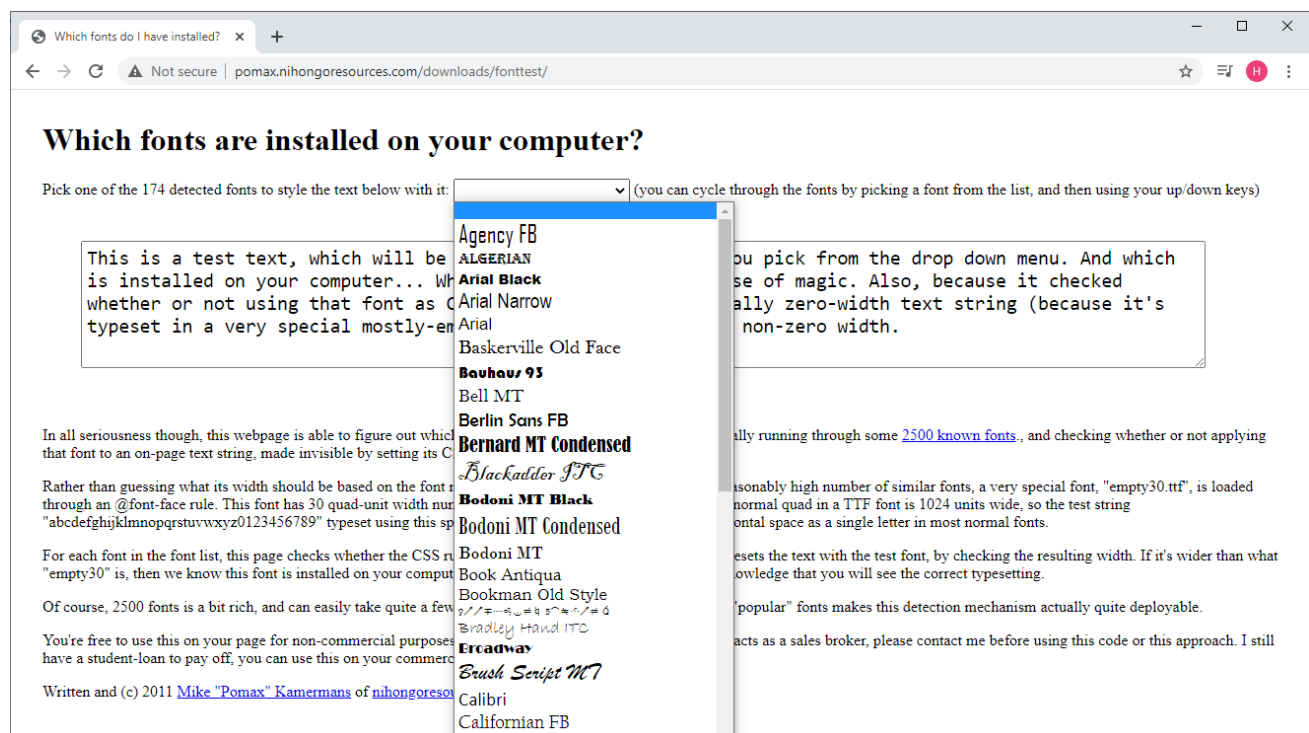 Which fonts do I have installed?
Not secure | pomax.nihongoresources.com/downloads/fonttest/
H
Which fonts are installed on your computer?
Pick one of the 174 detected fonts to style the text below with it: (you can cycle through the fonts by picking a font from the list, and then using your up/down keys)
This is a test text, which will be ou pick from the drop down menu. And which
is installed on your computer... Wh se of magic. Also, because it checked
whether or not using that font as C ally zero-width text string (because it's
typeset in a very special mostly-em non-zero width.
Agency FB
ALGERIAN
Arial Black
Arial Narrow
Arial
Baskerville Old Face
Bauhaus 93
Bell MT
Berlin Sans FB
Bernard MT Condensed
Blackadder ITC
Bodoni MT Black
Bodoni MT Condensed
Bodoni MT
Book Antiqua
Bookman Old Style
Bradley Hand ITC
Broadway
Brush Script MT
Calibri
Californian FB
In all seriousness though, this webpage is able to figure out which lly running through some 2500 known fonts., and checking whether or not applying
that font to an on-page text string, made invisible by setting its C
Rather than guessing what its width should be based on the font asonably high number of similar fonts, a very special font, "empty30.ttf", is loaded
through an @font-face rule. This font has 30 quad-unit width normal quad in a TTF font is 1024 units wide, so the test string
"abcdefghijklmnopqrstuvwxyz0123456789" typeset using this sp ontal space as a single letter in most normal fonts.
For each font in the font list, this page checks whether the CSS esets the text with the test font, by checking the resulting width. If it's wider than what
"empty30" is, then we know this font is installed on your comput owledge that you will see the correct typesetting.
Of course, 2500 fonts is a bit rich, and can easily take quite a few "popular" fonts makes this detection mechanism actually quite deployable.
You're free to use this on your page for non-commercial purposes acts as a sales broker, please contact me before using this code or this approach. I still
have a student-loan to pay off, you can use this on your commerc
Written and (c) 2011 Mike "Pomax" Kamermans of nihongoresou